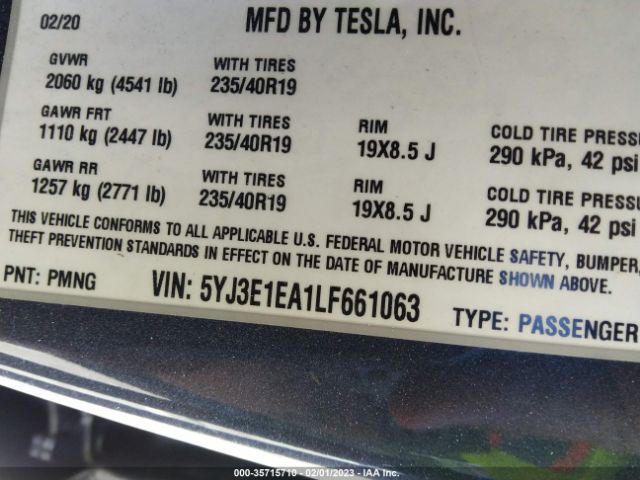 02/20 MFD BY TESLA, INC.
GVWR WITH TIRES
2060 kg (4541 lb) 235/40R19
GAWR FRT WITH TIRES RIM COLD TIRE PRESSU
1110 kg (2447 lb) 235/40R19 19X8.5 J 290 kPa, 42 psi
GAWR RR WITH TIRES RIM COLD TIRE PRESSU
1257 kg (2771 lb) 235/40R19 19X8.5 J 290 kPa, 42 psi
THIS VEHICLE CONFORMS TO ALL APPLICABLE U.S. FEDERAL MOTOR VEHICLE SAFETY, BUMPER,
THEFT PREVENTION STANDARDS IN EFFECT ON THE DATE OF MANUFACTURE SHOWN ABOVE.
PNT: PMNG VIN: 5YJ3E1EA1LF661063 TYPE: PASSENGER
000-35715710 - 02/01/2023 - IAA Inc.